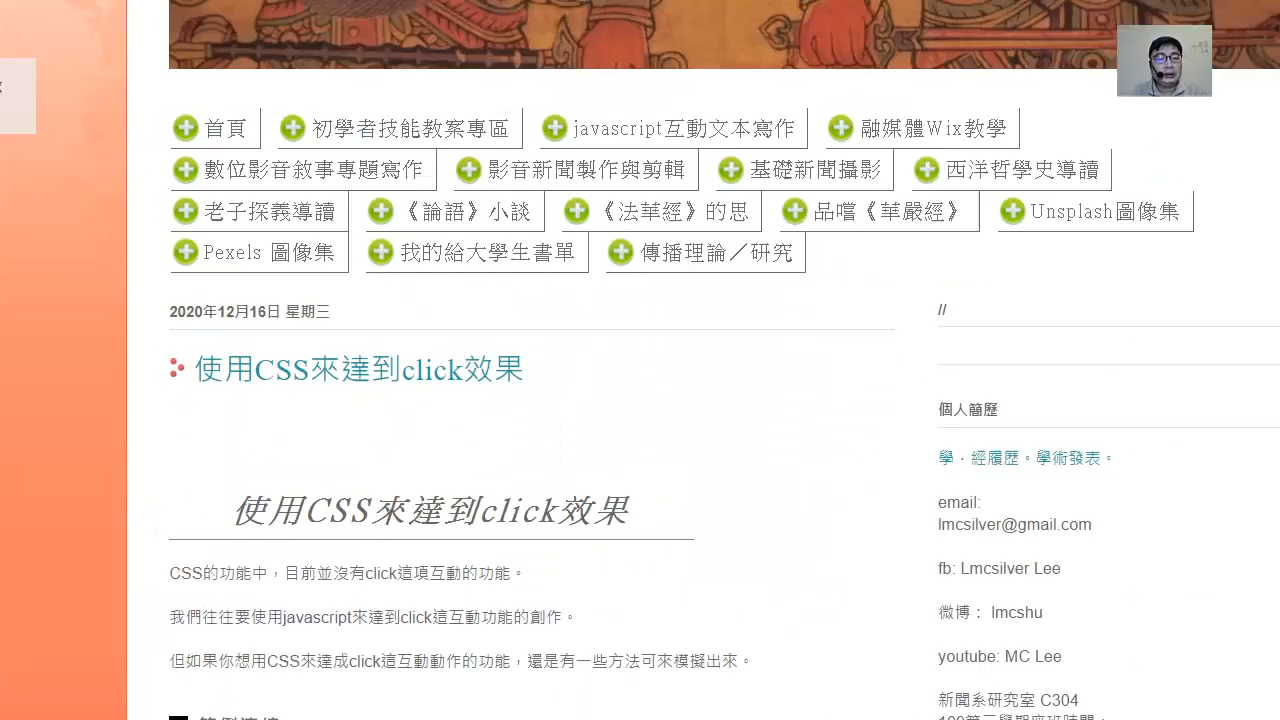 首頁 初學者技能教案專區 javascript互動文本寫作 融媒體Wix教學
數位影音敘事專題寫作 影音新聞製作與剪輯 基礎新聞攝影 西洋哲學史導讀
老子探義導讀 《論語》小談 《法華經》的思 品嚐《華嚴經》 Unsplash圖像集
Pexels 圖像集 我的給大學生書單 傳播理論／研究
2020年12月16日 星期三
使用CSS來達到click效果
使用CSS來達到click效果
CSS的功能中，目前並沒有click這項互動的功能。
我們往往要使用javascript來達到click這互動功能的創作。
但如果你想用CSS來達成click這互動動作的功能，還是有一些方法可來模擬出來。
//
個人簡歷
學．經履歷。學術發表。
email:
lmcsilver@gmail.com
fb: Lmcsilver Lee
微博： lmcshu
youtube: MC Lee
新聞系研究室 C304